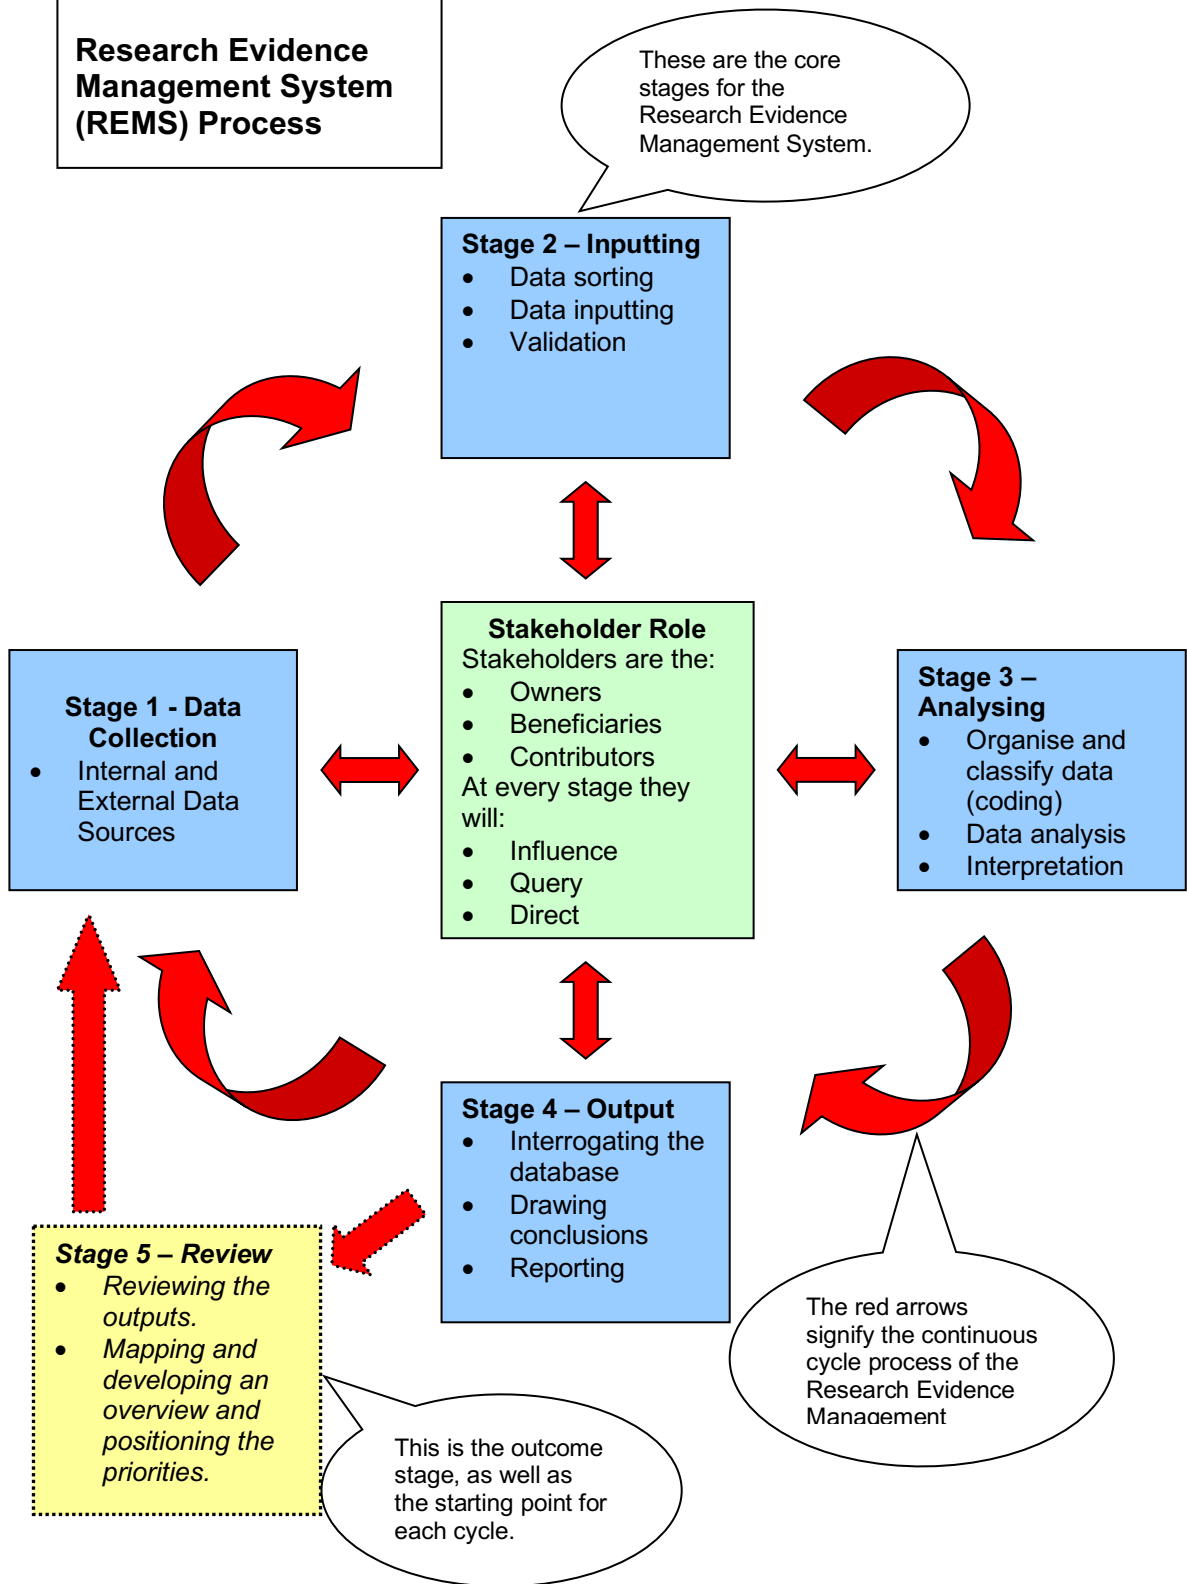 Research Evidence
Management System
(REMS) Process
These are the core
stages for the
Research Evidence
Management System.
Stage 2 – Inputting
• Data sorting
• Data inputting
• Validation
Stage 1 - Data
Collection
• Internal and
External Data
Sources
Stakeholder Role
Stakeholders are the:
• Owners
• Beneficiaries
• Contributors
At every stage they
will:
• Influence
• Query
• Direct
Stage 3 –
Analysing
• Organise and
classify data
(coding)
• Data analysis
• Interpretation
Stage 4 – Output
• Interrogating the
database
• Drawing
conclusions
• Reporting
Stage 5 – Review
• Reviewing the
outputs.
• Mapping and
developing an
overview and
positioning the
priorities.
The red arrows
signify the continuous
cycle process of the
Research Evidence
Management
This is the outcome
stage, as well as
the starting point for
each cycle.